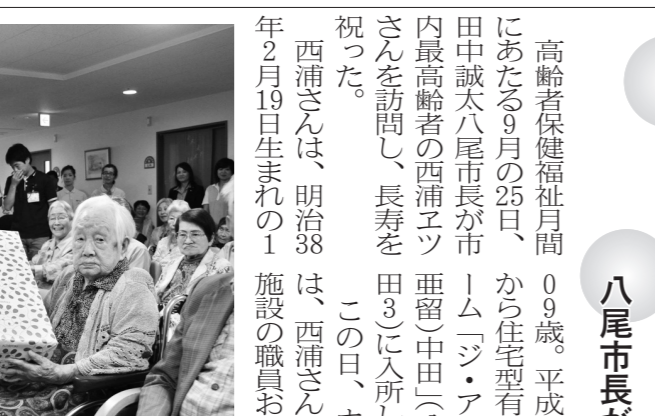 八尾市長が
高齢者保健福祉月間
にあたる9月の25日、
田中誠太八尾市長が市
内最高齢者の西浦ヱツ
さんを訪問し、長寿を
祝った。
西浦さんは、明治38
年2月19日生まれの1
09歳。平成
から住宅型有
ーム「ジ・ア
亜留)中田」(
田3)に入所し
この日、
は、西浦さん
施設の職員お